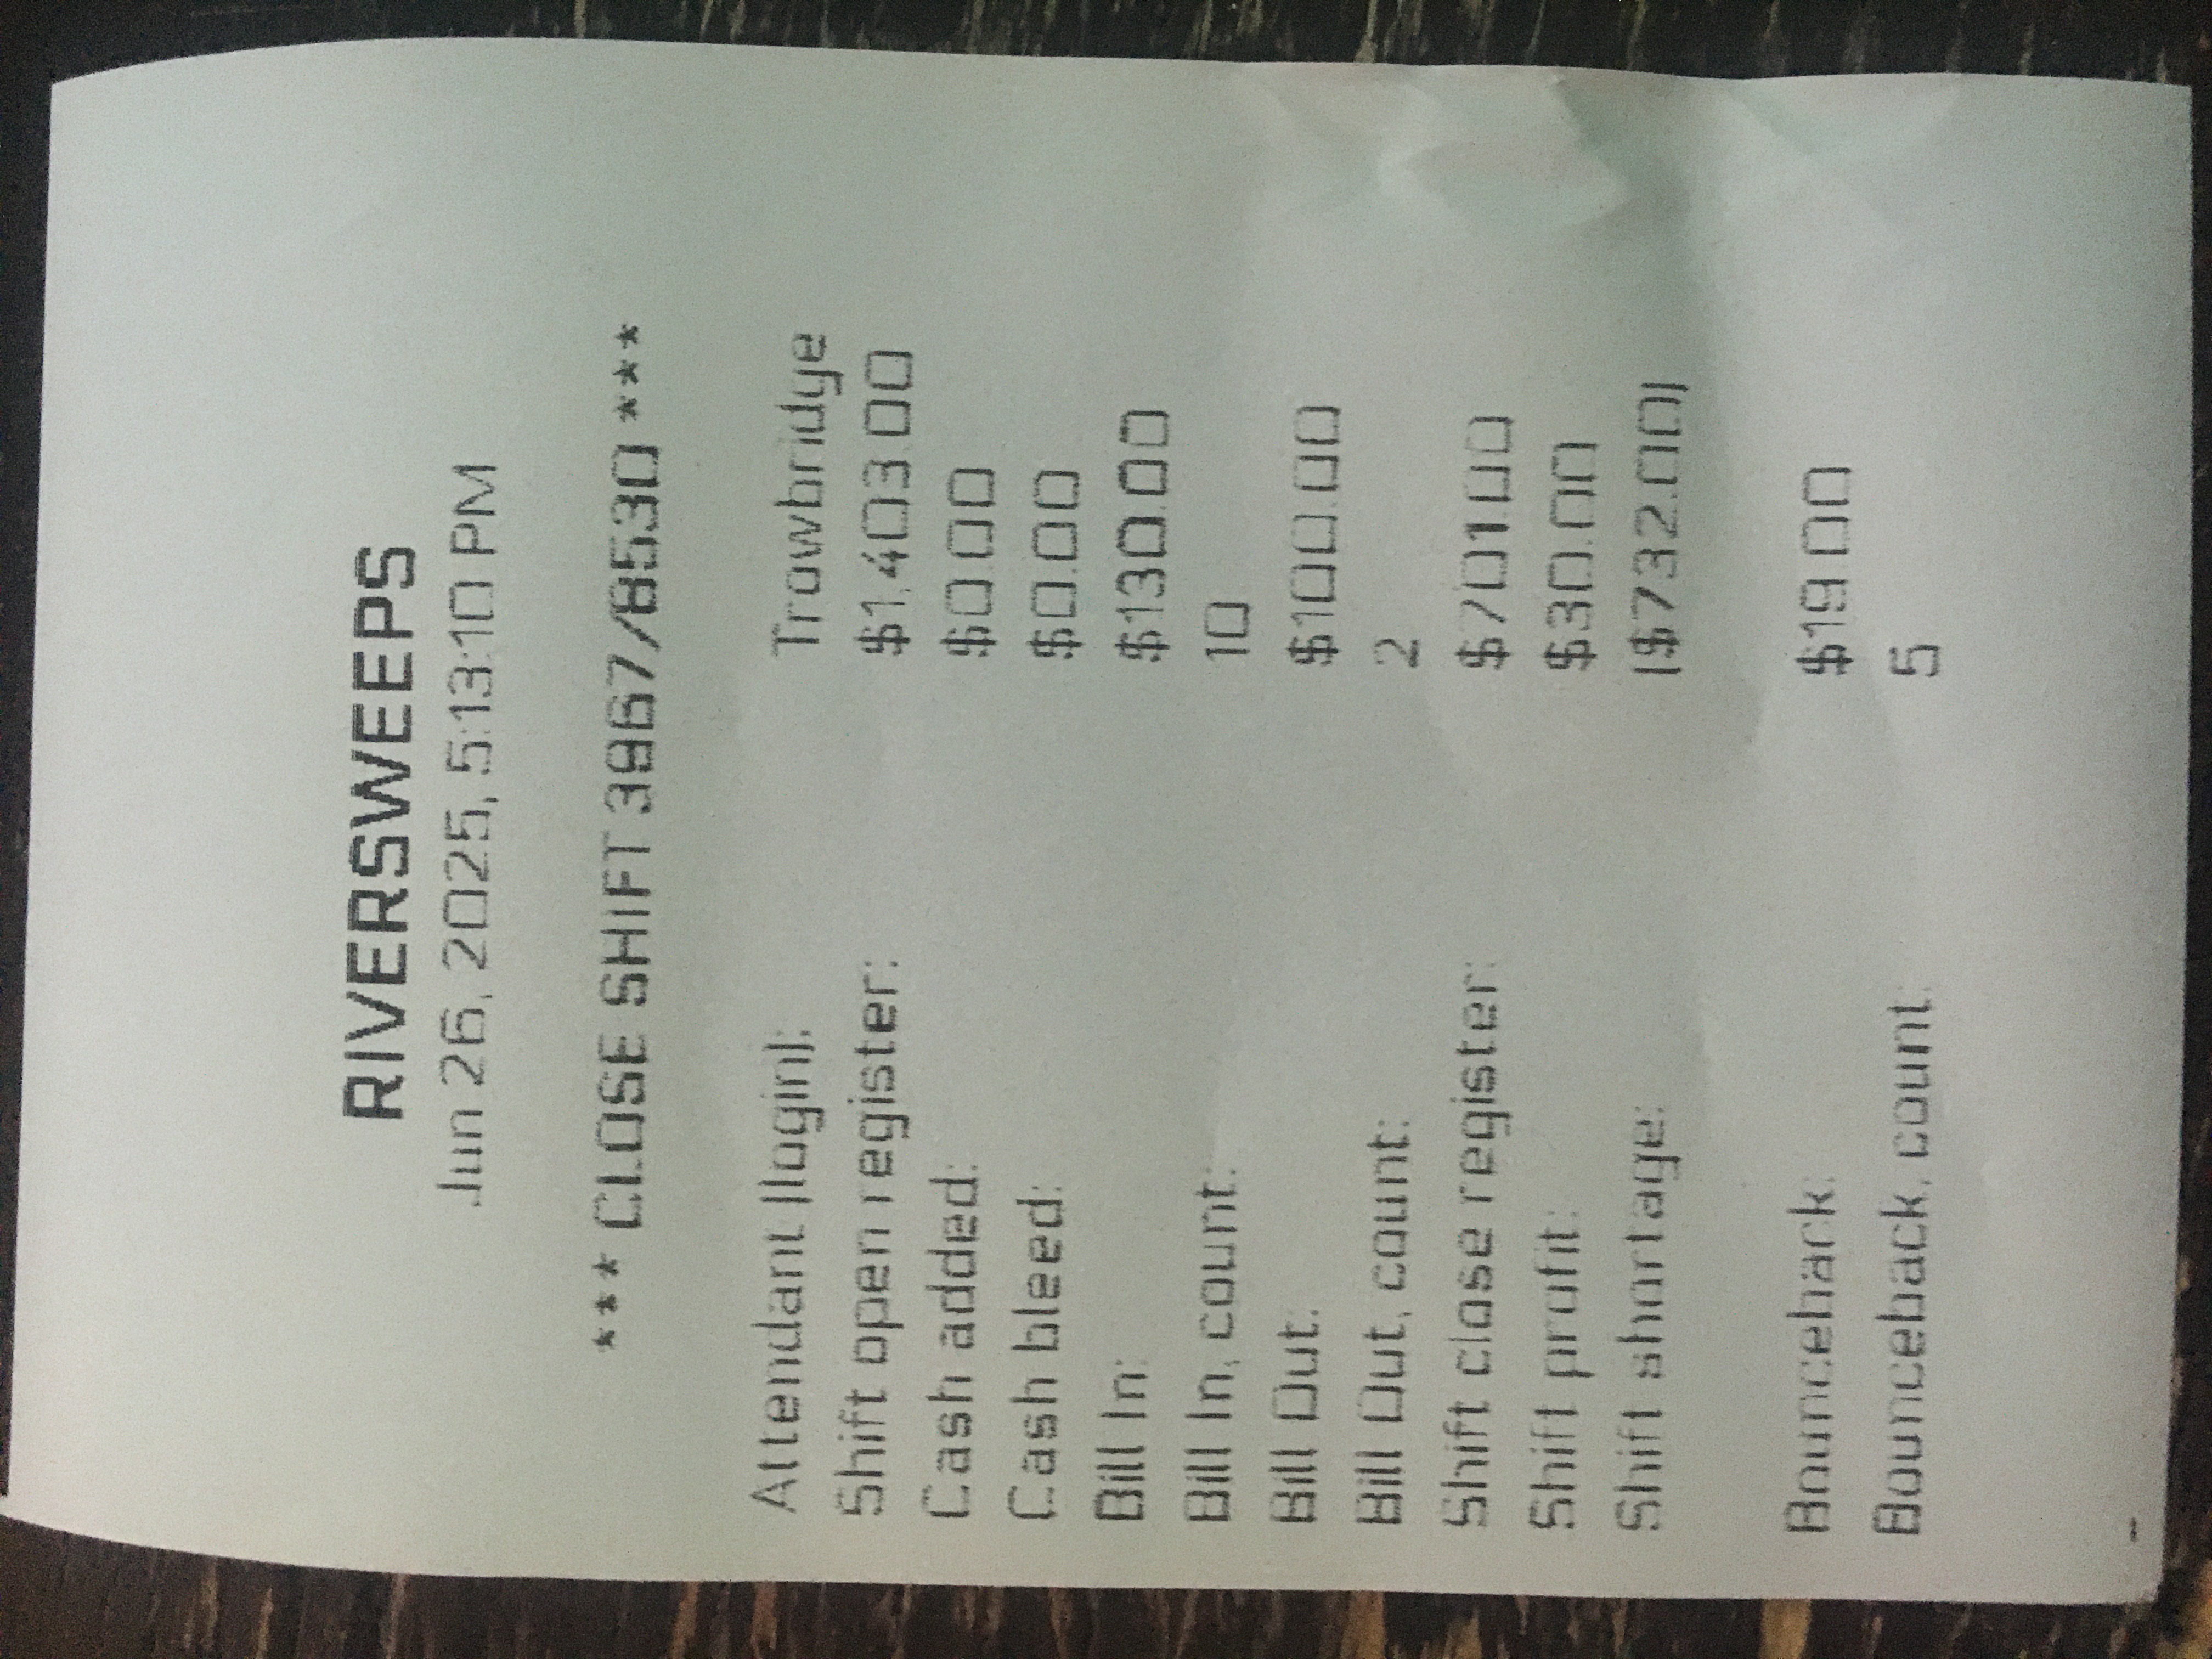 RIVERSWEEPS
Jun 26, 2025, 5:13:10 PM
*** CLOSE SHIFT 3967/8530 ***
Attendant (login): Trowbridge
Shift open register: $1,403.00
Cash added: $0.00
Cash bleed: $0.00
Bill In: $130.00
Bill In, count: 10
Bill Out: $100.00
Bill Out, count: 2
Shift close register: $701.00
Shift profit: $30.00
Shift shortage: ($732.00)
Bounceback: $19.00
Bounceback, count: 5